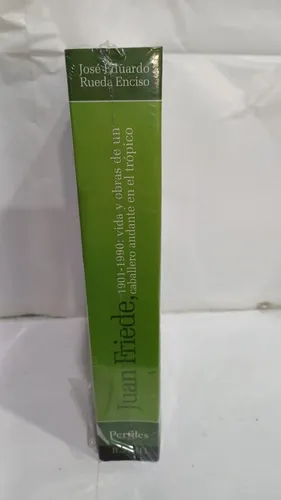 José Eduardo
Rueda Enciso
Juan Friede,
1901-1990: vida y obras de un
caballero andante en el trópico
Perfiles